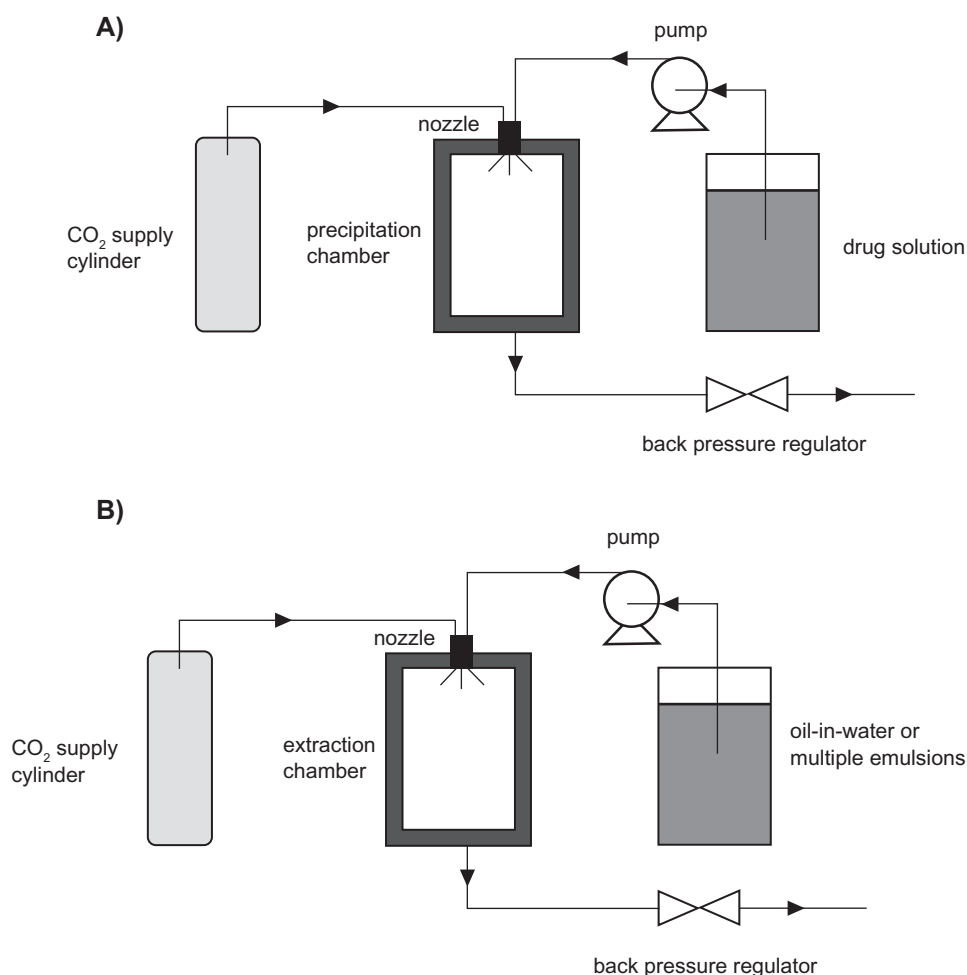 A)
pump
nozzle
CO₂ supply
cylinder
precipitation
chamber
drug solution
back pressure regulator
B)
pump
nozzle
CO₂ supply
cylinder
extraction
chamber
oil-in-water or
multiple emulsions
back pressure regulator